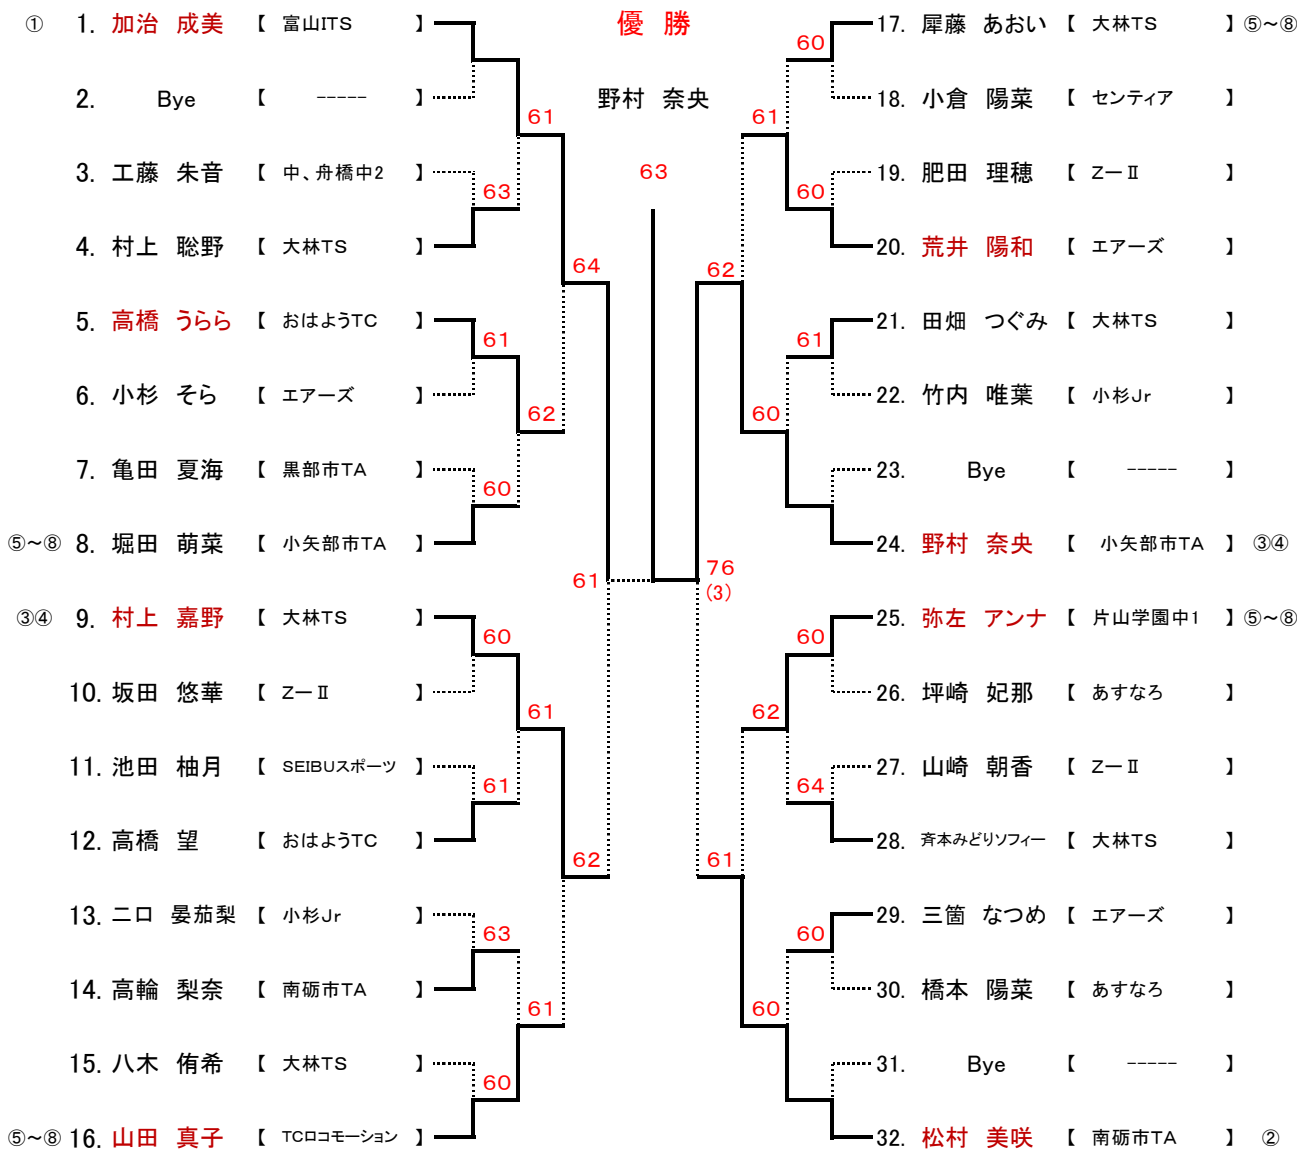 優 勝
野村 奈央
63
① 1. 加治 成美 【 富山ITS 】
2. Bye 【 ----- 】
61
3. 工藤 朱音 【 中、舟橋中2 】
63
4. 村上 聡野 【 大林TS 】
64
5. 高橋 うらら 【 おはようTC 】
61
6. 小杉 そら 【 エアーズ 】
62
7. 亀田 夏海 【 黒部市TA 】
60
⑤～⑧ 8. 堀田 萌菜 【 小矢部市TA 】
61
③④ 9. 村上 嘉野 【 大林TS 】
60
10. 坂田 悠華 【 Z－Ⅱ 】
61
11. 池田 柚月 【 SEIBUスポーツ 】
61
12. 高橋 望 【 おはようTC 】
62
13. 二口 晏茄梨 【 小杉Jr 】
63
14. 高輪 梨奈 【 南砺市TA 】
61
15. 八木 侑希 【 大林TS 】
60
⑤～⑧ 16. 山田 真子 【 TCロコモーション 】
17. 犀藤 あおい 【 大林TS 】 ⑤～⑧
60
18. 小倉 陽菜 【 センティア 】
61
19. 肥田 理穂 【 Z－Ⅱ 】
60
20. 荒井 陽和 【 エアーズ 】
62
21. 田畑 つぐみ 【 大林TS 】
61
22. 竹内 唯葉 【 小杉Jr 】
60
23. Bye 【 ----- 】
24. 野村 奈央 【 小矢部市TA 】 ③④
76
(3)
25. 弥左 アンナ 【 片山学園中1 】 ⑤～⑧
60
26. 坪崎 妃那 【 あすなろ 】
62
27. 山崎 朝香 【 Z－Ⅱ 】
64
28. 斉本みどりソフィー 【 大林TS 】
61
29. 三箇 なつめ 【 エアーズ 】
60
30. 橋本 陽菜 【 あすなろ 】
60
31. Bye 【 ----- 】
32. 松村 美咲 【 南砺市TA 】 ②